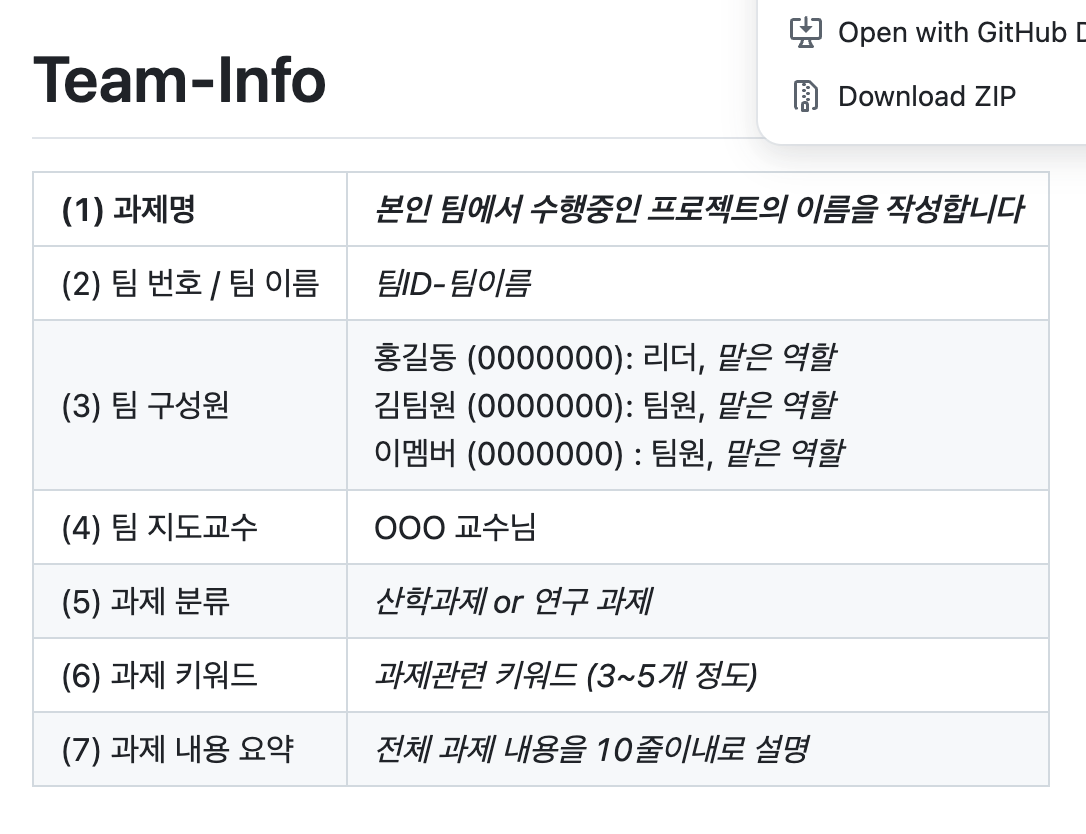 Open with GitHub
Team-Info
Download ZIP
(1) 과제명 본인 팀에서 수행중인 프로젝트의 이름을 작성합니다
(2) 팀 번호 / 팀 이름 팀ID-팀이름
(3) 팀 구성원
홍길동 (0000000): 리더, 맡은 역할
김팀원 (0000000): 팀원, 맡은 역할
이멤버 (0000000) : 팀원, 맡은 역할
(4) 팀 지도교수 OOO 교수님
(5) 과제 분류 산학과제 or 연구 과제
(6) 과제 키워드 과제관련 키워드 (3~5개 정도)
(7) 과제 내용 요약 전체 과제 내용을 10줄이내로 설명